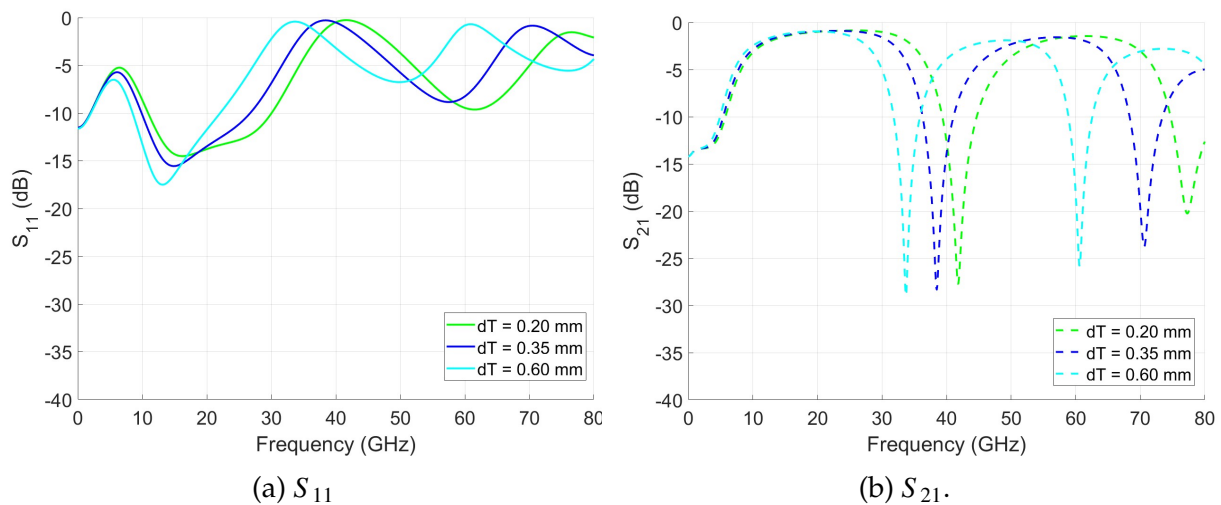 0
-5
-10
-15
-20
-25
-30
-35
-40
S11 (dB)
dT = 0.20 mm
dT = 0.35 mm
dT = 0.60 mm
0 10 20 30 40 50 60 70 80
Frequency (GHz)
(a) S11
0
-5
-10
-15
-20
-25
-30
-35
-40
S21 (dB)
dT = 0.20 mm
dT = 0.35 mm
dT = 0.60 mm
0 10 20 30 40 50 60 70 80
Frequency (GHz)
(b) S21.